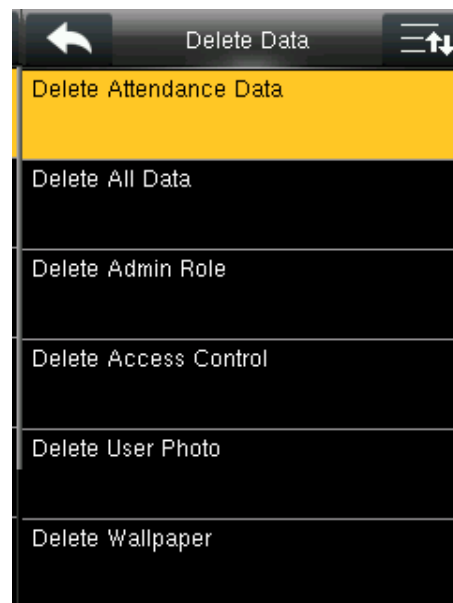 Delete Data
Delete Attendance Data
Delete All Data
Delete Admin Role
Delete Access Control
Delete User Photo
Delete Wallpaper